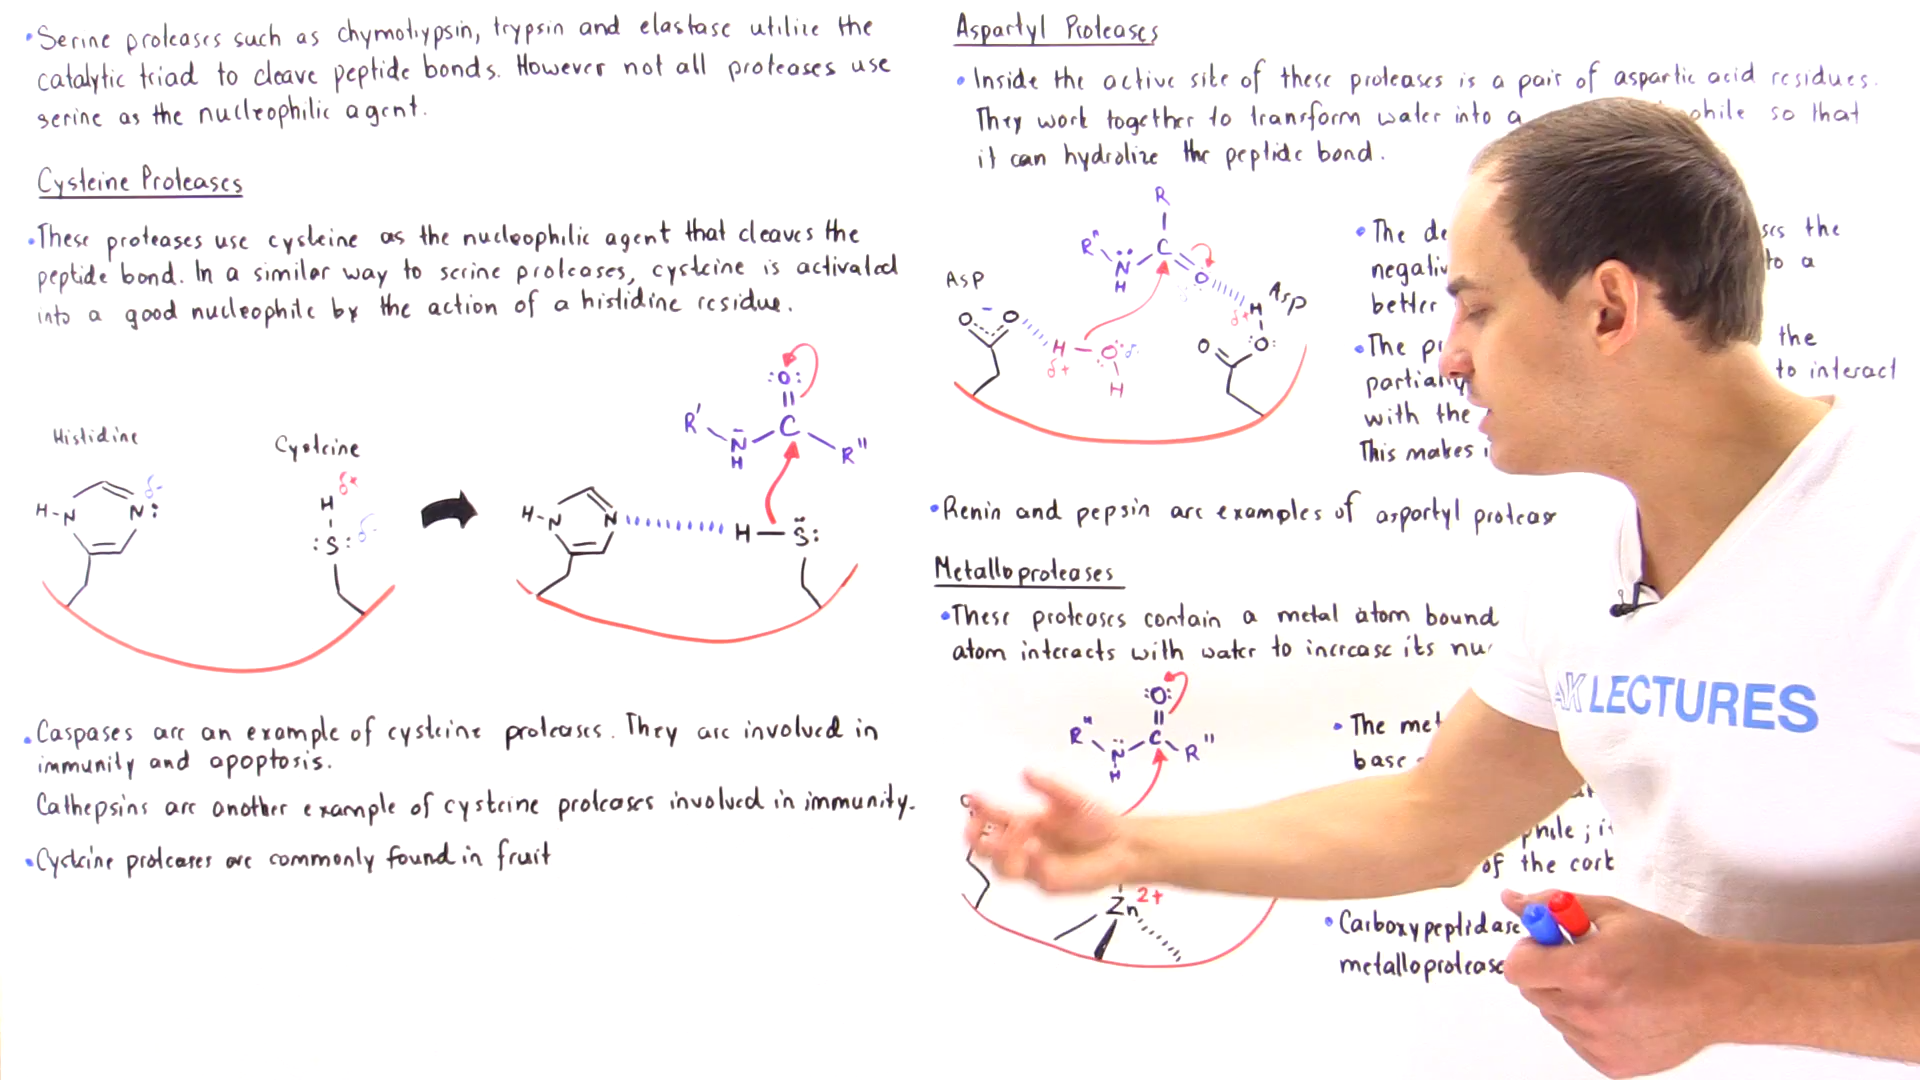 • Serine proteases such as chymotrypsin, trypsin and elastase utilize the
catalytic triad to cleave peptide bonds. However not all proteases use
serine as the nucleophilic agent.
Cysteine Proteases
• These proteases use cysteine as the nucleophilic agent that cleaves the
peptide bond. In a similar way to serine proteases, cysteine is activated
into a good nucleophile by the action of a histidine residue.
Histidine
Cysteine
H-N
N:
δ-
H
δ+
:S:
δ-
R'
N
H
:O:
C
R"
H-N
N
H
S:
• Caspases are an example of cysteine proteases. They are involved in
immunity and apoptosis.
Cathepsins are another example of cysteine proteases involved in immunity.
• Cysteine proteases are commonly found in fruit
Aspartyl Proteases
• Inside the active site of these proteases is a pair of aspartic acid residues.
They work together to transform water into a so that
it can hydrolize the peptide bond.
R
R"
N
H
C
O
Asp
O
O
-
H
δ+
O
δ-
H
H
δ+
Asp
O
:O:
• The the
to a
better
• The the
partially to interact
with the
This makes
• Renin and pepsin are examples of aspartyl proteas
Metalloproteases
• These proteases contain a metal atom bound
atom interacts with water to increase its
:O:
R"
N
H
C
R"
Zn
2+
• The
base
of the
• Carboxypeptidase
metalloprotease
AK LECTURES